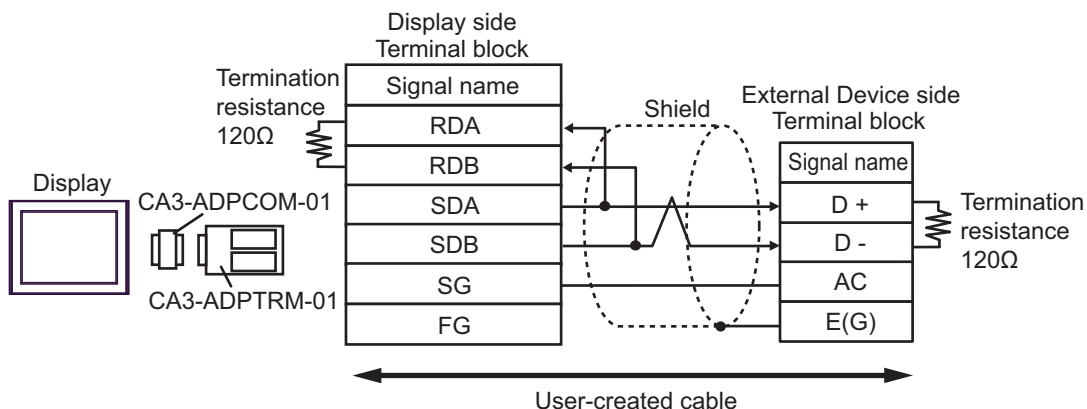 Display side
Terminal block
Termination
resistance
120Ω
Signal name
RDA
RDB
SDA
SDB
SG
FG
Display
CA3-ADPCOM-01
CA3-ADPTRM-01
Shield
External Device side
Terminal block
Signal name
D +
D -
AC
E(G)
Termination
resistance
120Ω
User-created cable